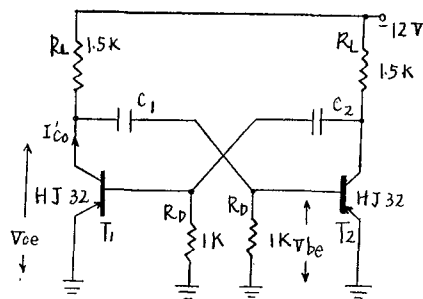 -12V
RL
1.5K
RL
1.5K
C1
C2
I'co
Vce
HJ 32
T1
RD
1K
RD
1K
Vbe
T2
HJ 32